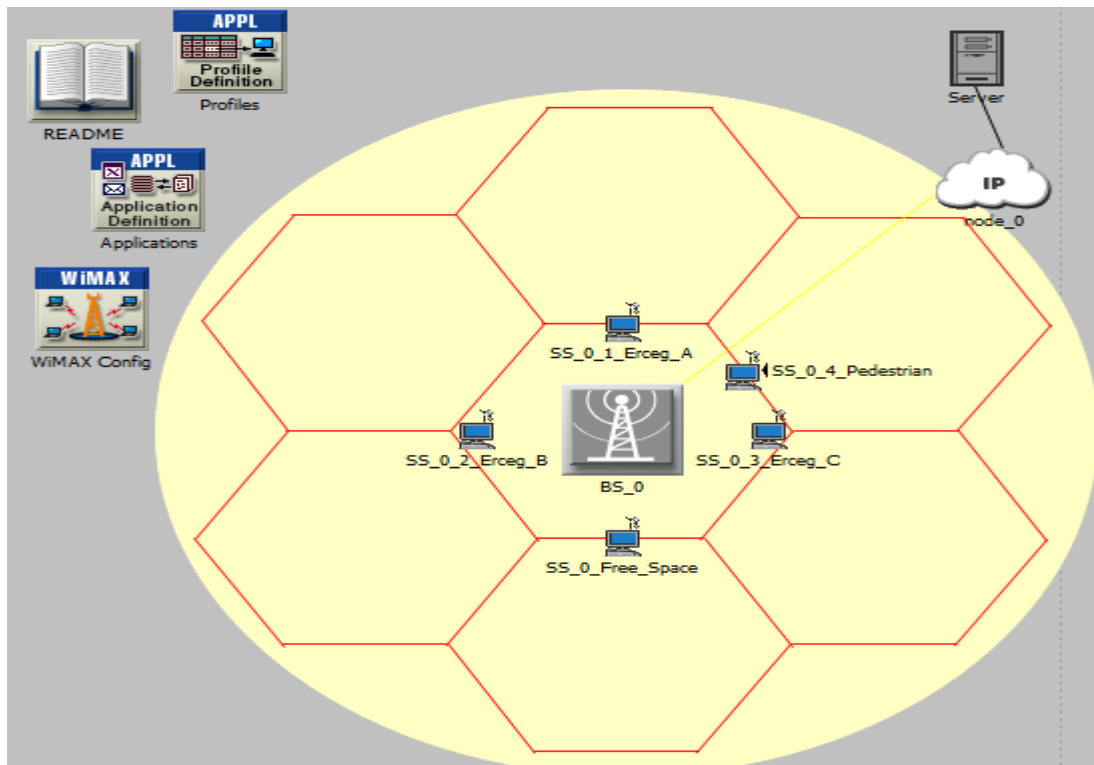 APPL
Profiile
Definition
Profiles
README
APPL
Application
Definition
Applications
WiMAX
WiMAX Config
Server
IP
node_0
SS_0_1_Erceg_A
SS_0_4_Pedestrian
SS_0_2_Erceg_B
SS_0_3_Erceg_C
BS_0
SS_0_Free_Space